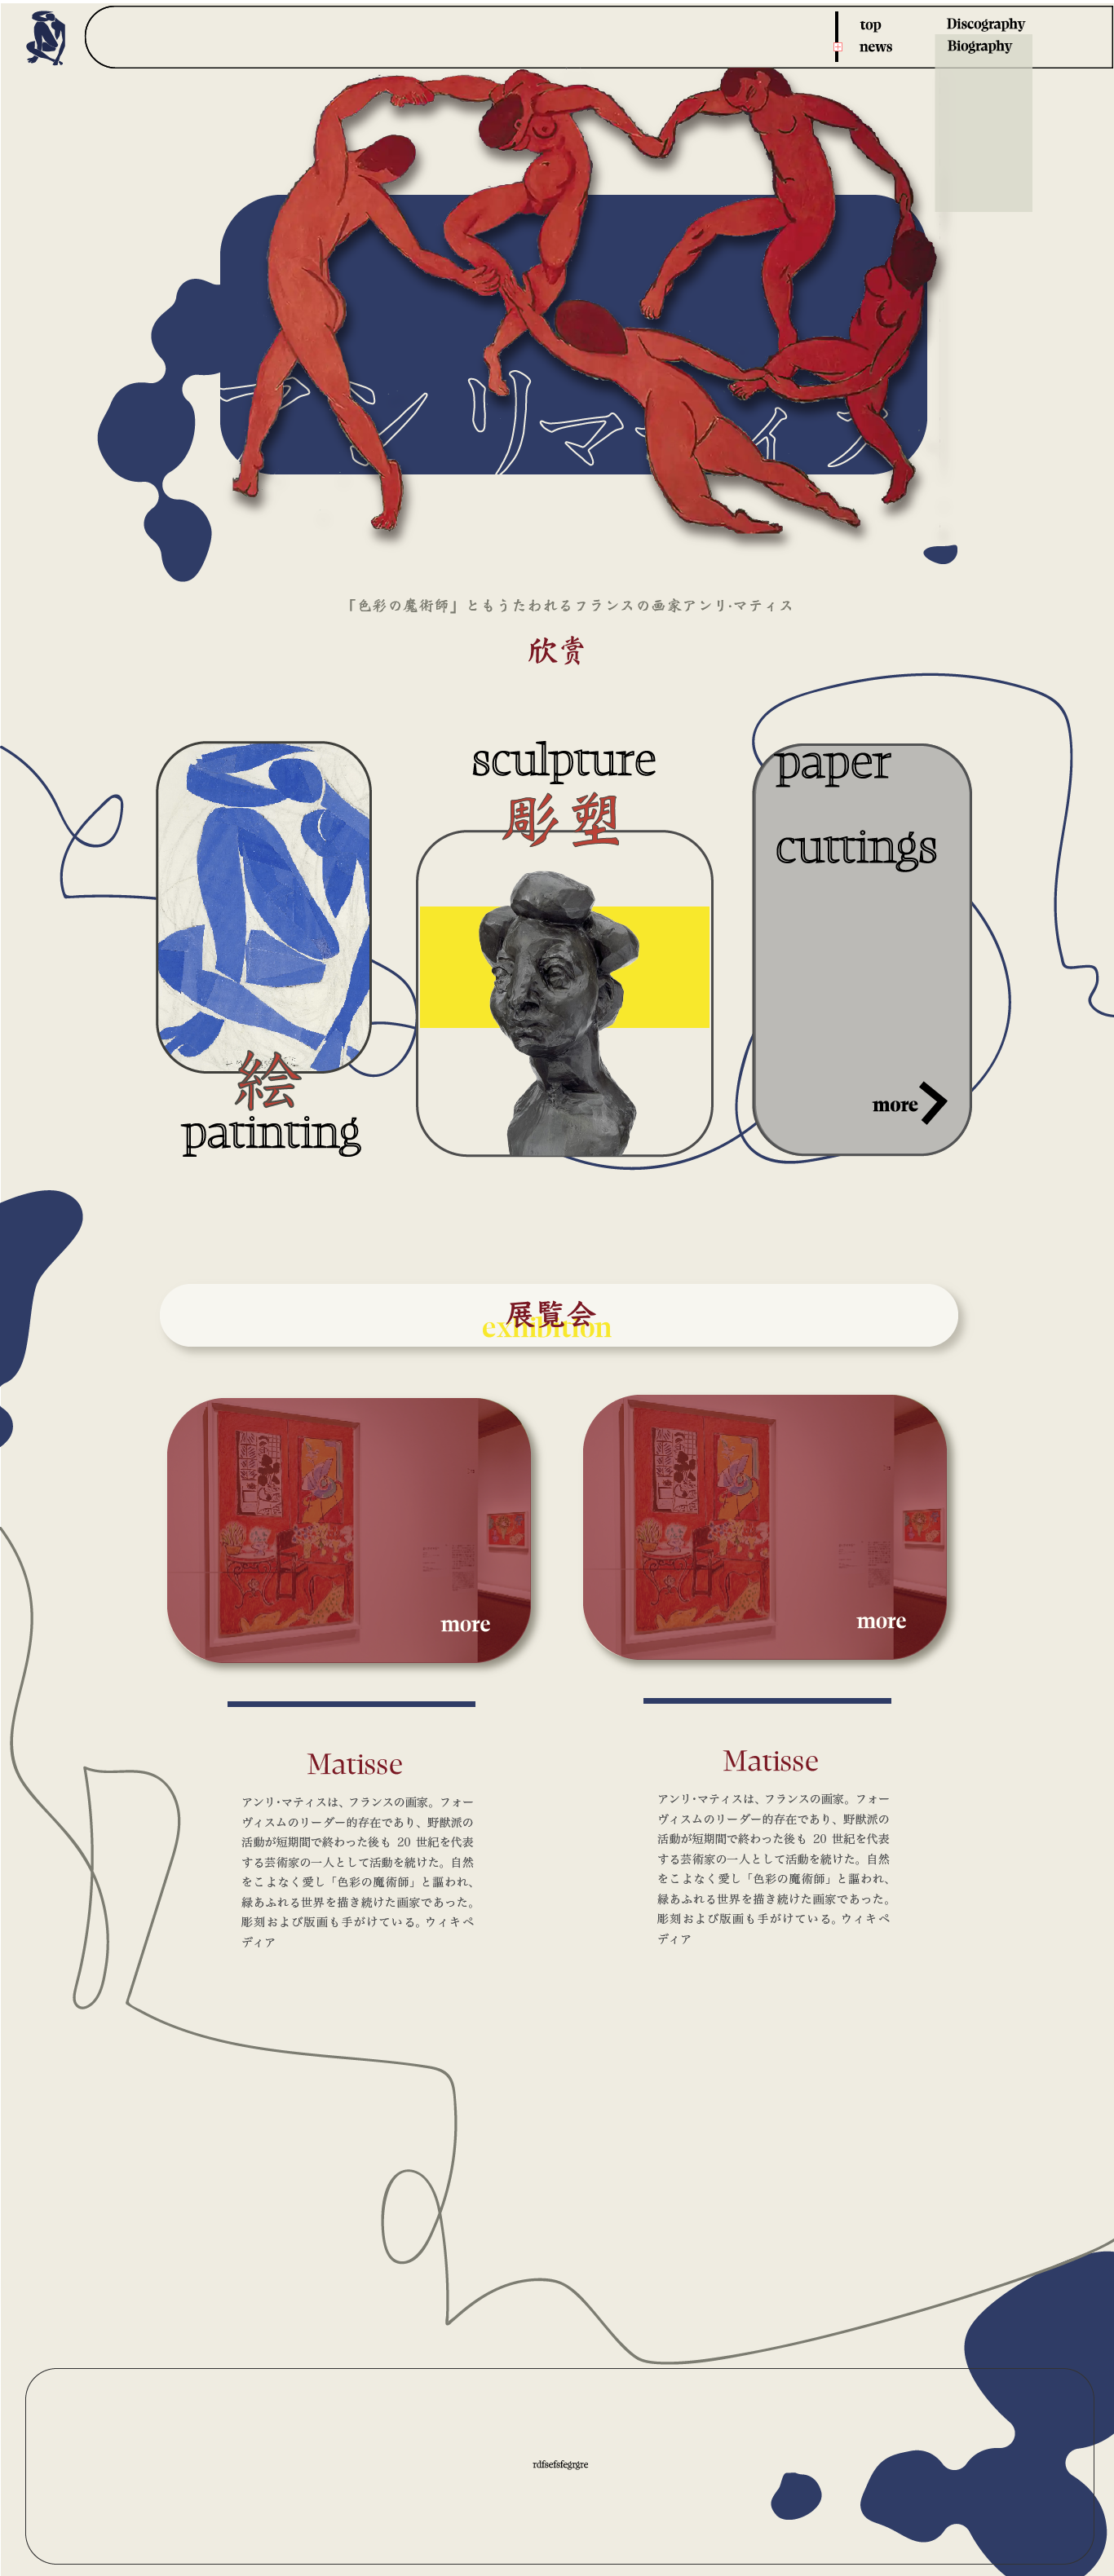 top
Discography
news
Biography
アンリマティス
「色彩の魔術師」ともうたわれるフランスの画家アンリ・マティス
欣赏
sculpture
彫塑
paper
cuttings
more
絵
patinting
展覧会
exhibition
more
more
Matisse
アンリ・マティスは、フランスの画家。フォー
ヴィスムのリーダー的存在であり、野獣派の
活動が短期間で終わった後も 20 世紀を代表
する芸術家の一人として活動を続けた。自然
をこよなく愛し「色彩の魔術師」と謳われ、
緑あふれる世界を描き続けた画家であった。
彫刻および版画も手がけている。ウィキペ
ディア
Matisse
アンリ・マティスは、フランスの画家。フォー
ヴィスムのリーダー的存在であり、野獣派の
活動が短期間で終わった後も 20 世紀を代表
する芸術家の一人として活動を続けた。自然
をこよなく愛し「色彩の魔術師」と謳われ、
緑あふれる世界を描き続けた画家であった。
彫刻および版画も手がけている。ウィキペ
ディア
rdfsefsfegrgre